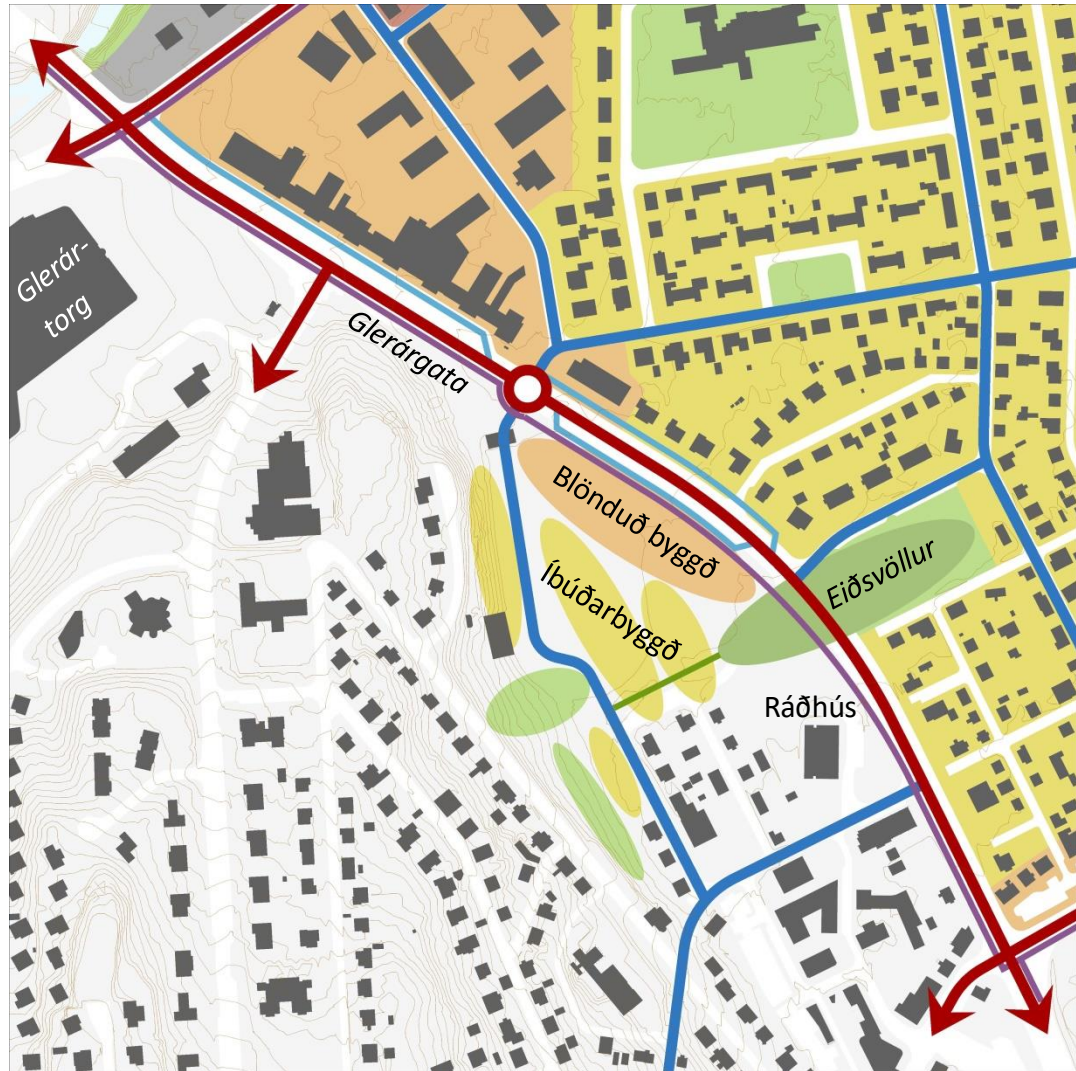 Glerár-
torg
Glerárgata
Blönduð byggð
Íbúðarbyggð
Eiðsvöllur
Ráðhús